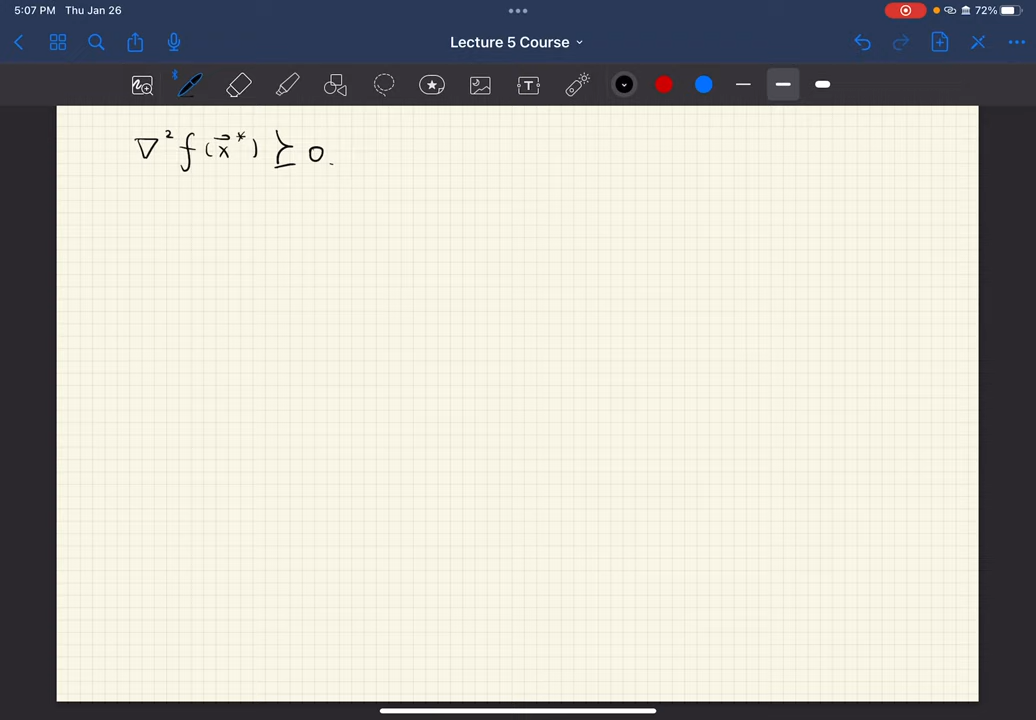 5:07 PM Thu Jan 26
72%
Lecture 5 Course
T
∇²f(x⃗*) ⪰ 0.